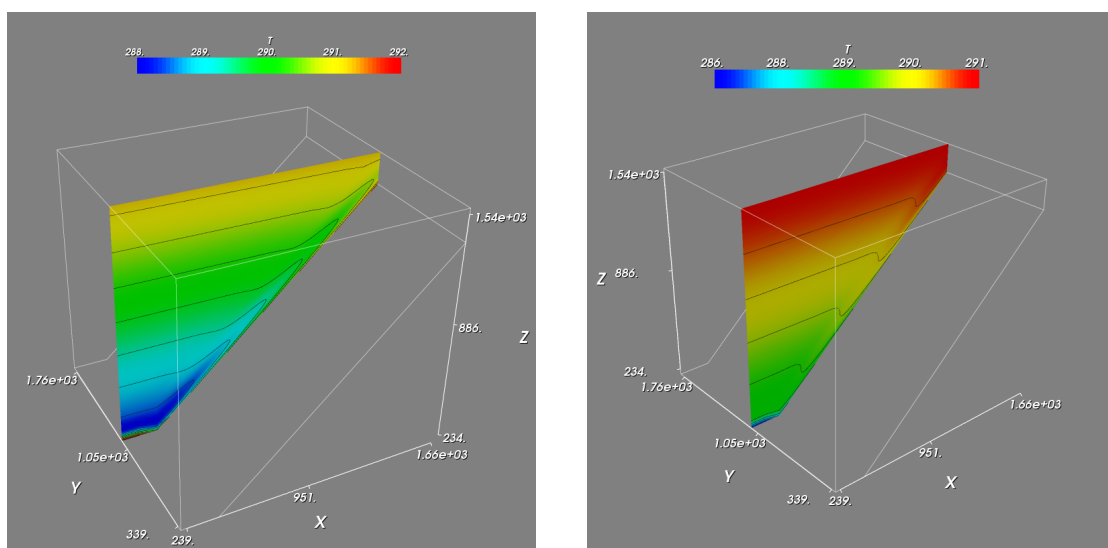 T
288. 289. 290. 291. 292.
1.54e+03
886.
Z
234.
1.66e+03
1.76e+03
1.05e+03
Y
951.
X
339.
239.
T
286. 288. 289. 290. 291.
1.54e+03
Z 886.
234.
1.76e+03
1.66e+03
1.05e+03
951.
Y
X
339. 239.